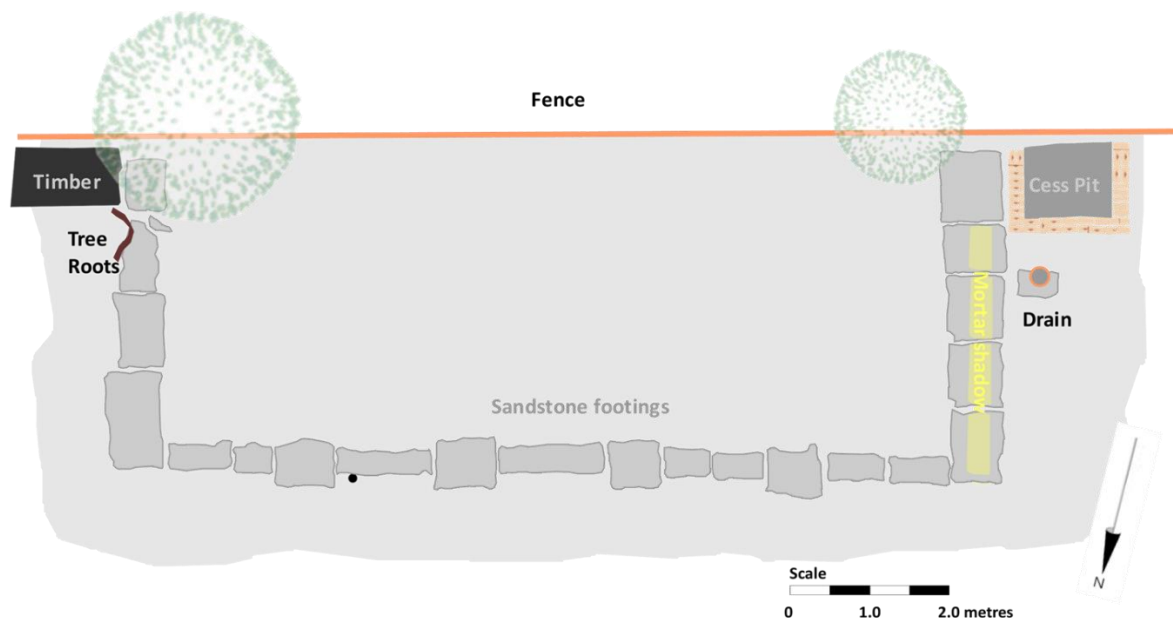 Fence
Timber
Cess Pit
Tree
Roots
Mortar shadow
Drain
Sandstone footings
N
Scale
0 1.0 2.0 metres